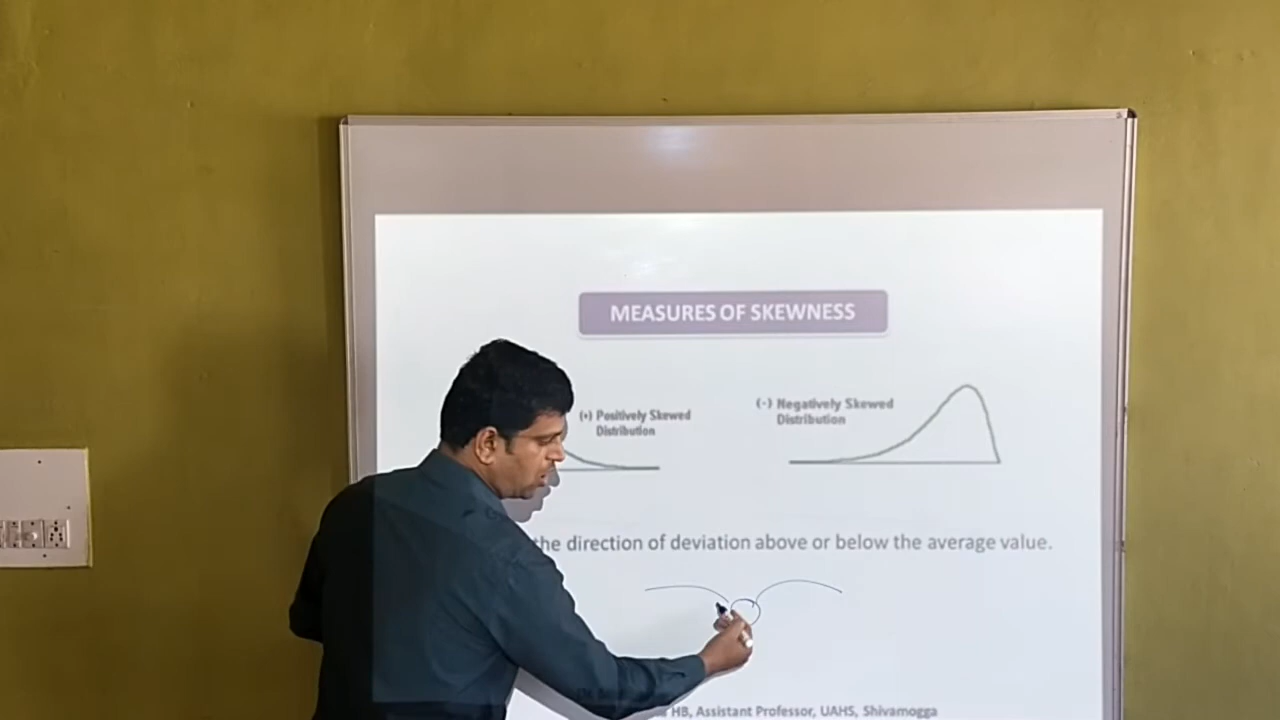 MEASURES OF SKEWNESS
(+) Positively Skewed
Distribution
(-) Negatively Skewed
Distribution
the direction of deviation above or below the average value.
HB, Assistant Professor, UAHS, Shivamogga